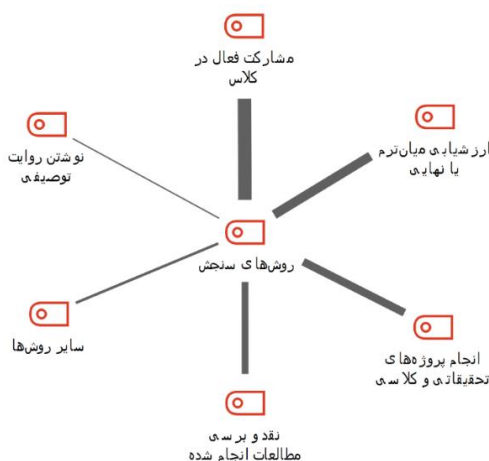 مشارکت فعال در
کلاس
ارزشیابی میان‌ترم
یا نهایی
نوشتن روایت
توصیفی
روش‌های سنجش
سایر روش‌ها
انجام پروژه‌های
تحقیقاتی و کلاسی
نقد و برسی
مطالعات انجام شده